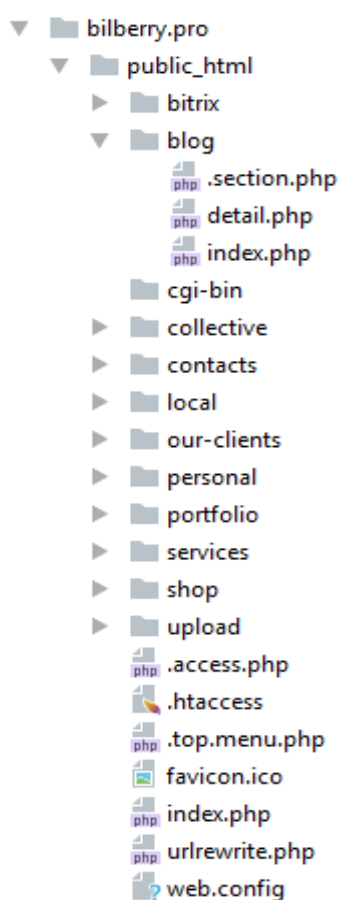 bilberry.pro
public_html
bitrix
blog
php .section.php
php detail.php
php index.php
cgi-bin
collective
contacts
local
our-clients
personal
portfolio
services
shop
upload
php .access.php
.htaccess
php .top.menu.php
favicon.ico
php index.php
php urlrewrite.php
? web.config